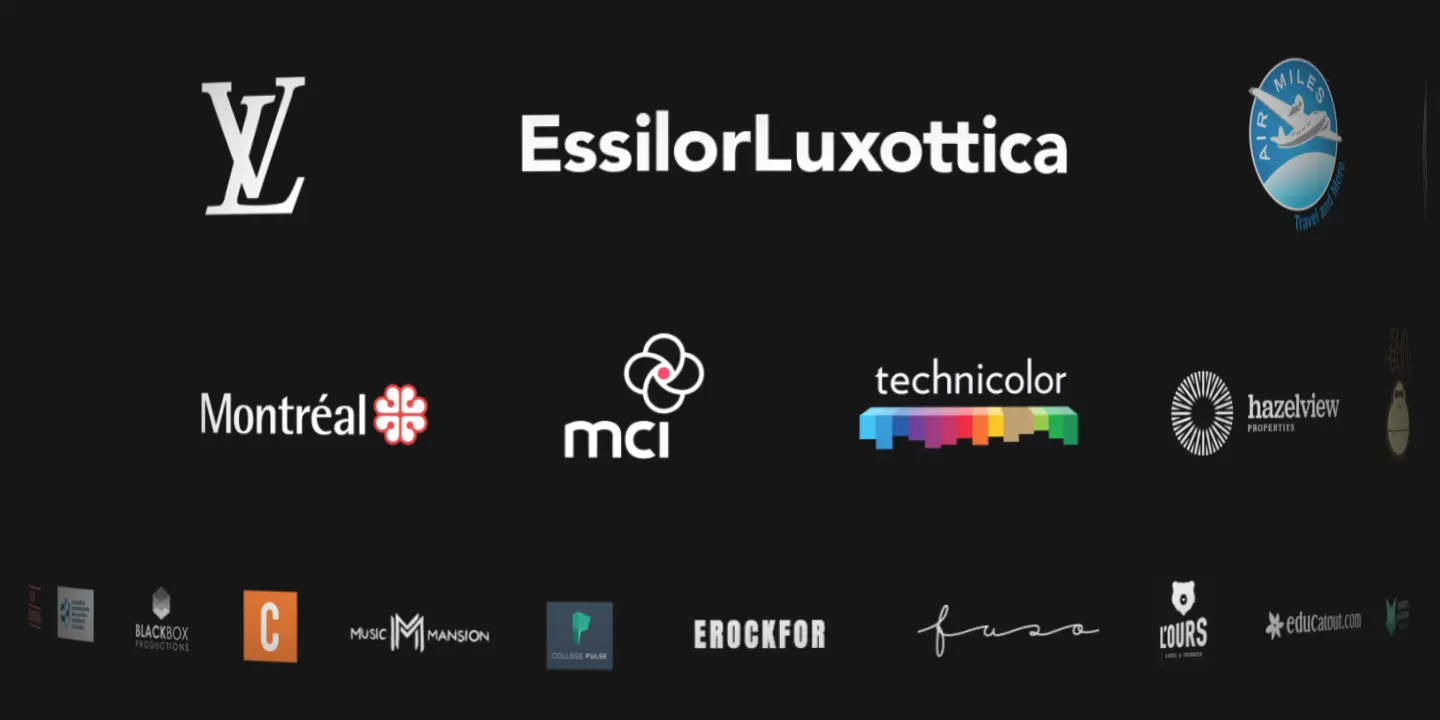 LV
EssilorLuxottica
AIR MILES
Travel and More
Montréal
mci
technicolor
hazelview
PROPERTIES
BLACKBOX
PRODUCTIONS
C
MUSIC M MANSION
COLLEGE PULSE
EROCKFOR
fuso
L'OURS
educatout.com